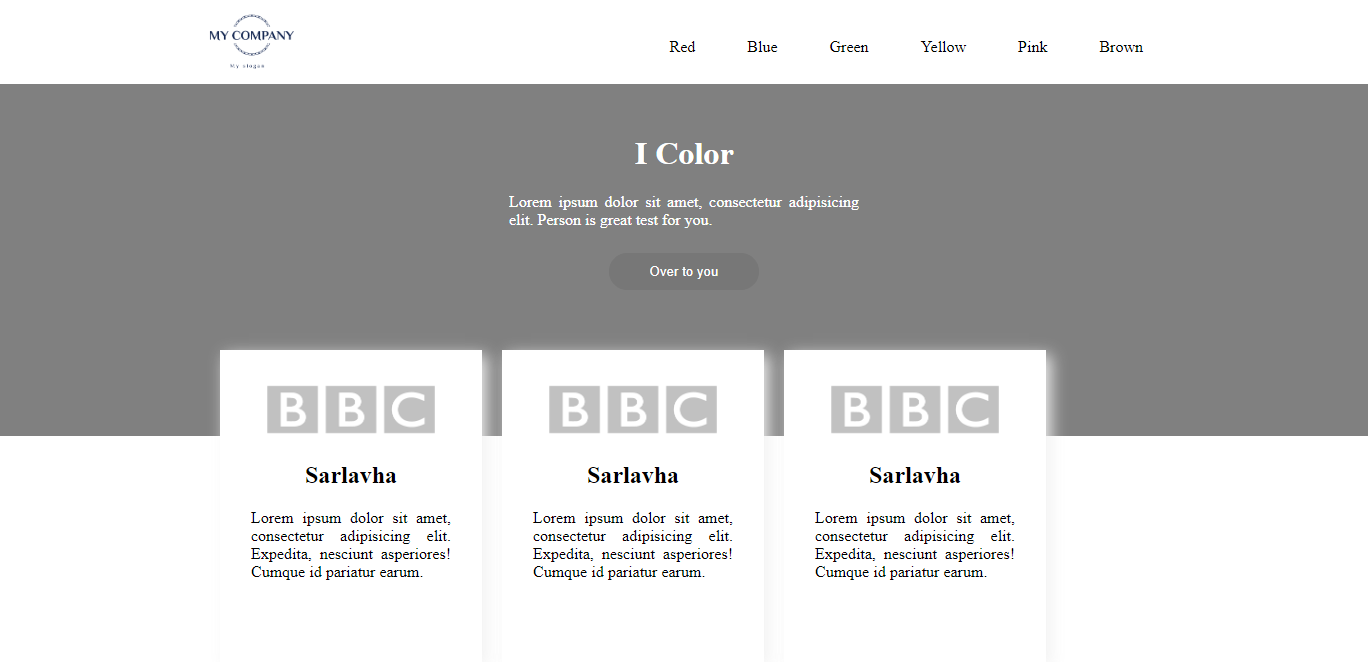 MY COMPANY
My slogan
Red Blue Green Yellow Pink Brown
I Color
Lorem ipsum dolor sit amet, consectetur adipisicing
elit. Person is great test for you.
Over to you
BBC
Sarlavha
Lorem ipsum dolor sit amet,
consectetur adipisicing elit.
Expedita, nesciunt asperiores!
Cumque id pariatur earum.
BBC
Sarlavha
Lorem ipsum dolor sit amet,
consectetur adipisicing elit.
Expedita, nesciunt asperiores!
Cumque id pariatur earum.
BBC
Sarlavha
Lorem ipsum dolor sit amet,
consectetur adipisicing elit.
Expedita, nesciunt asperiores!
Cumque id pariatur earum.